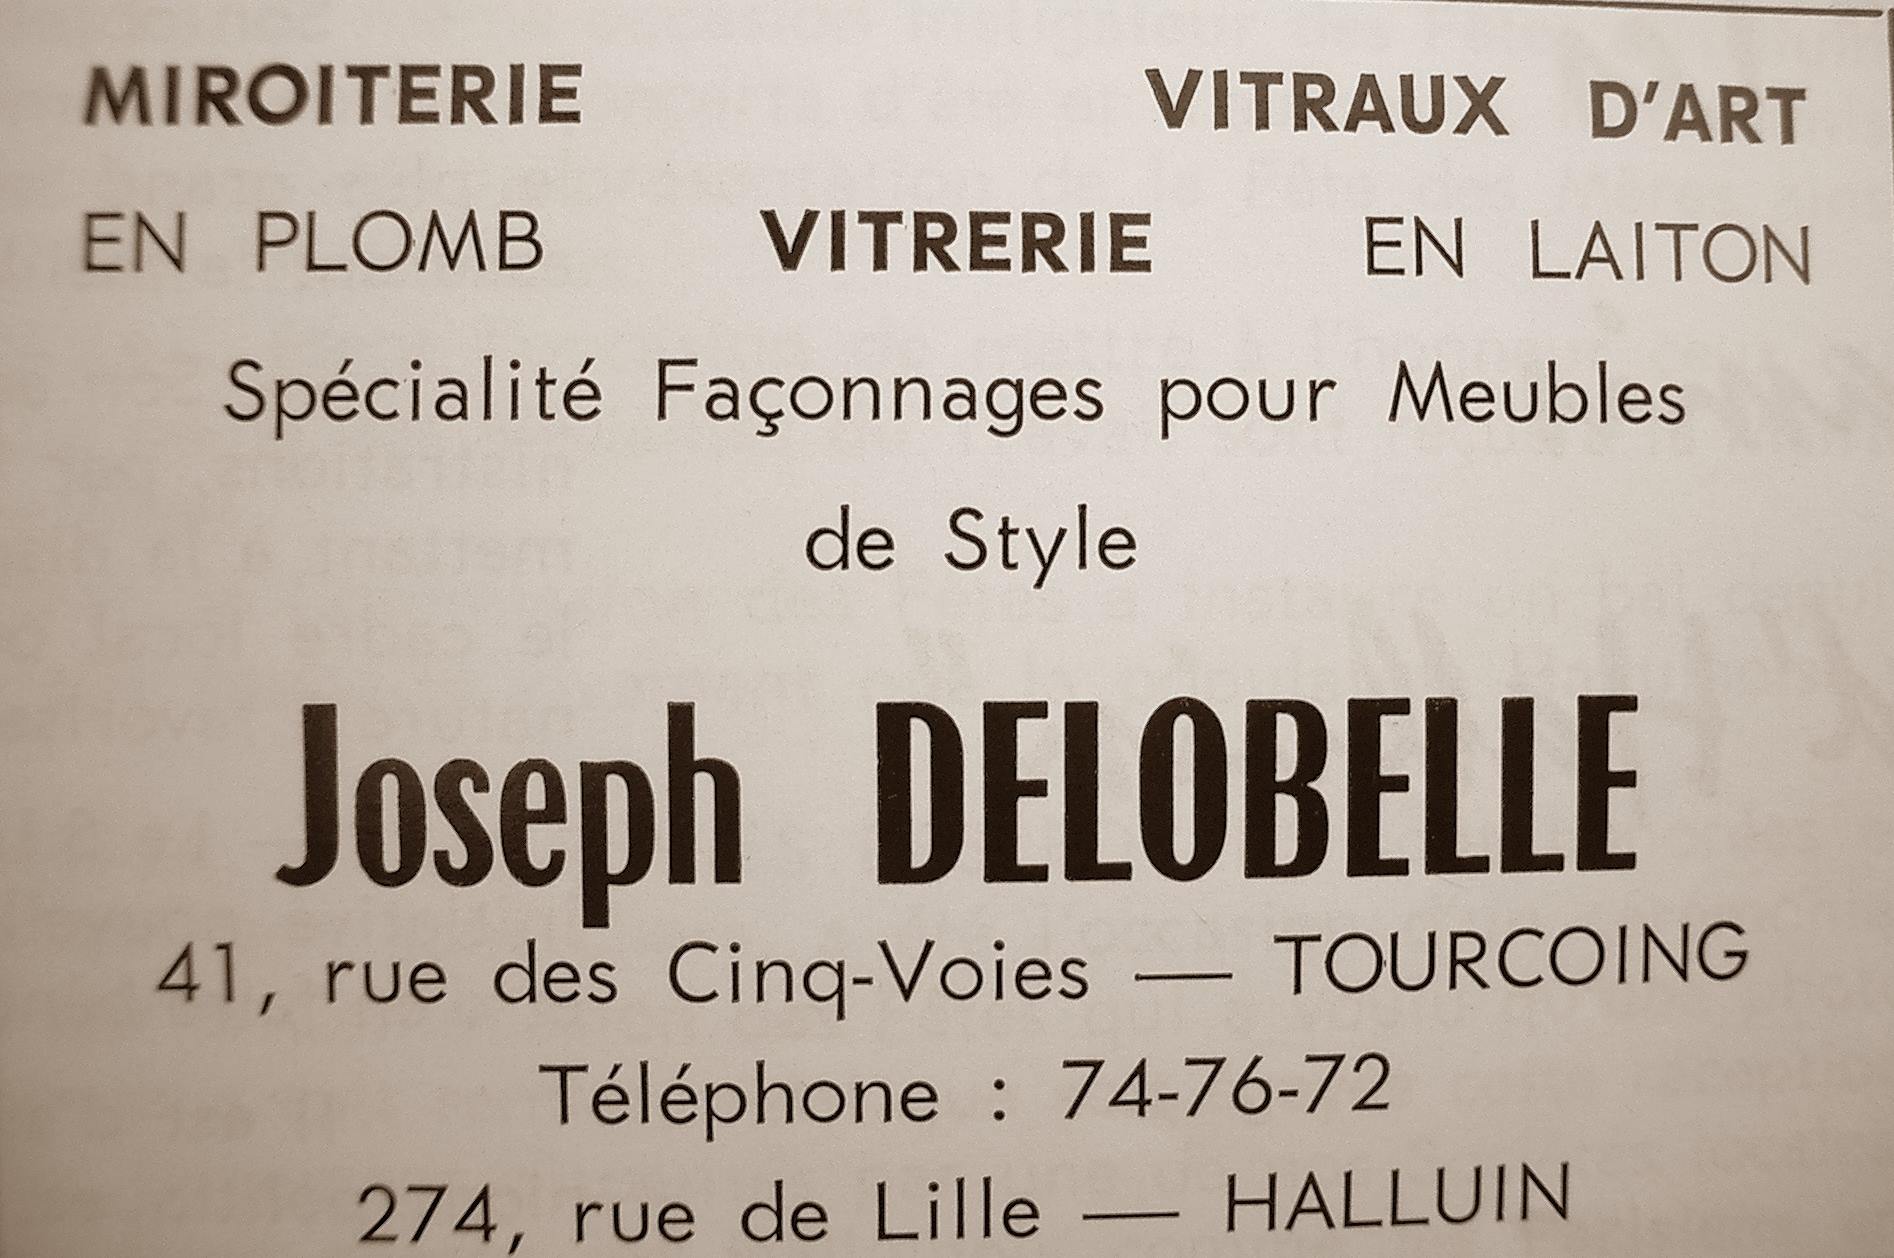 MIROITERIE VITRAUX D'ART
EN PLOMB VITRERIE EN LAITON
Spécialité Façonnages pour Meubles
de Style
Joseph DELOBELLE
41, rue des Cinq-Voies — TOURCOING
Téléphone : 74-76-72
274, rue de Lille — HALLUIN